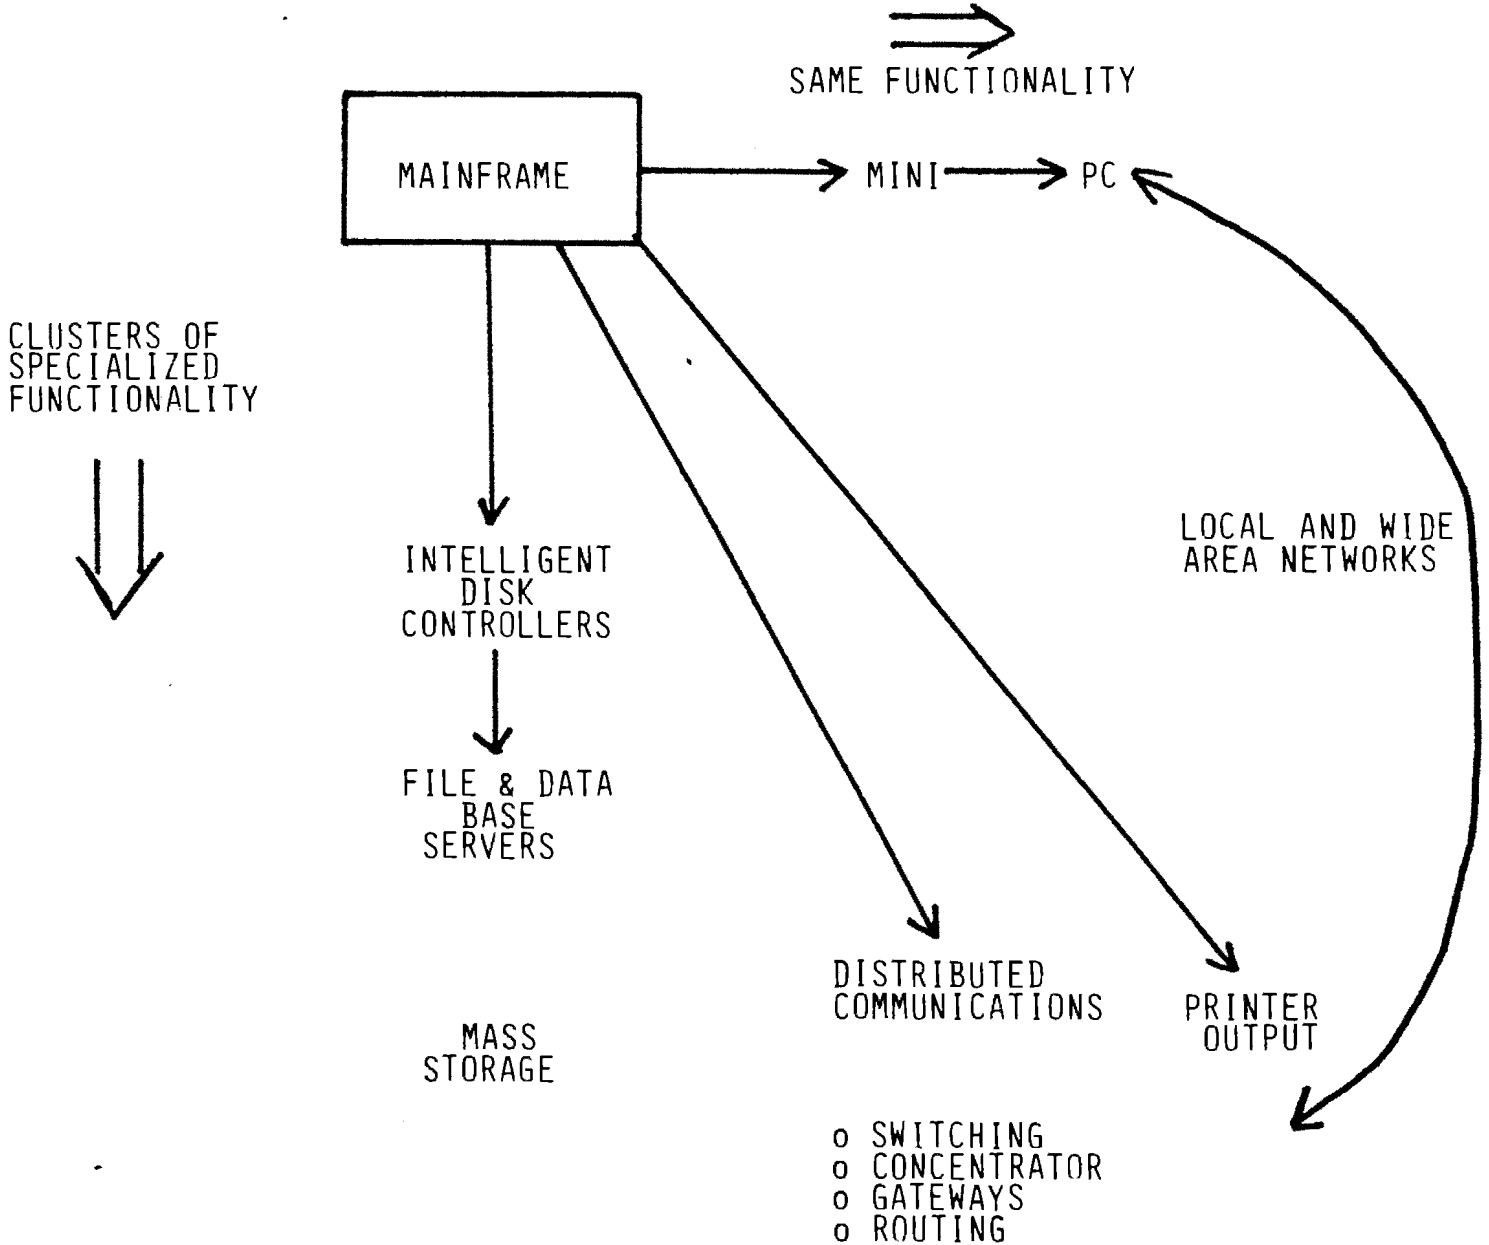 SAME FUNCTIONALITY
MAINFRAME
MINI
PC
CLUSTERS OF
SPECIALIZED
FUNCTIONALITY
LOCAL AND WIDE
AREA NETWORKS
INTELLIGENT
DISK
CONTROLLERS
FILE & DATA
BASE
SERVERS
DISTRIBUTED
COMMUNICATIONS
PRINTER
OUTPUT
MASS
STORAGE
o SWITCHING
o CONCENTRATOR
o GATEWAYS
o ROUTING